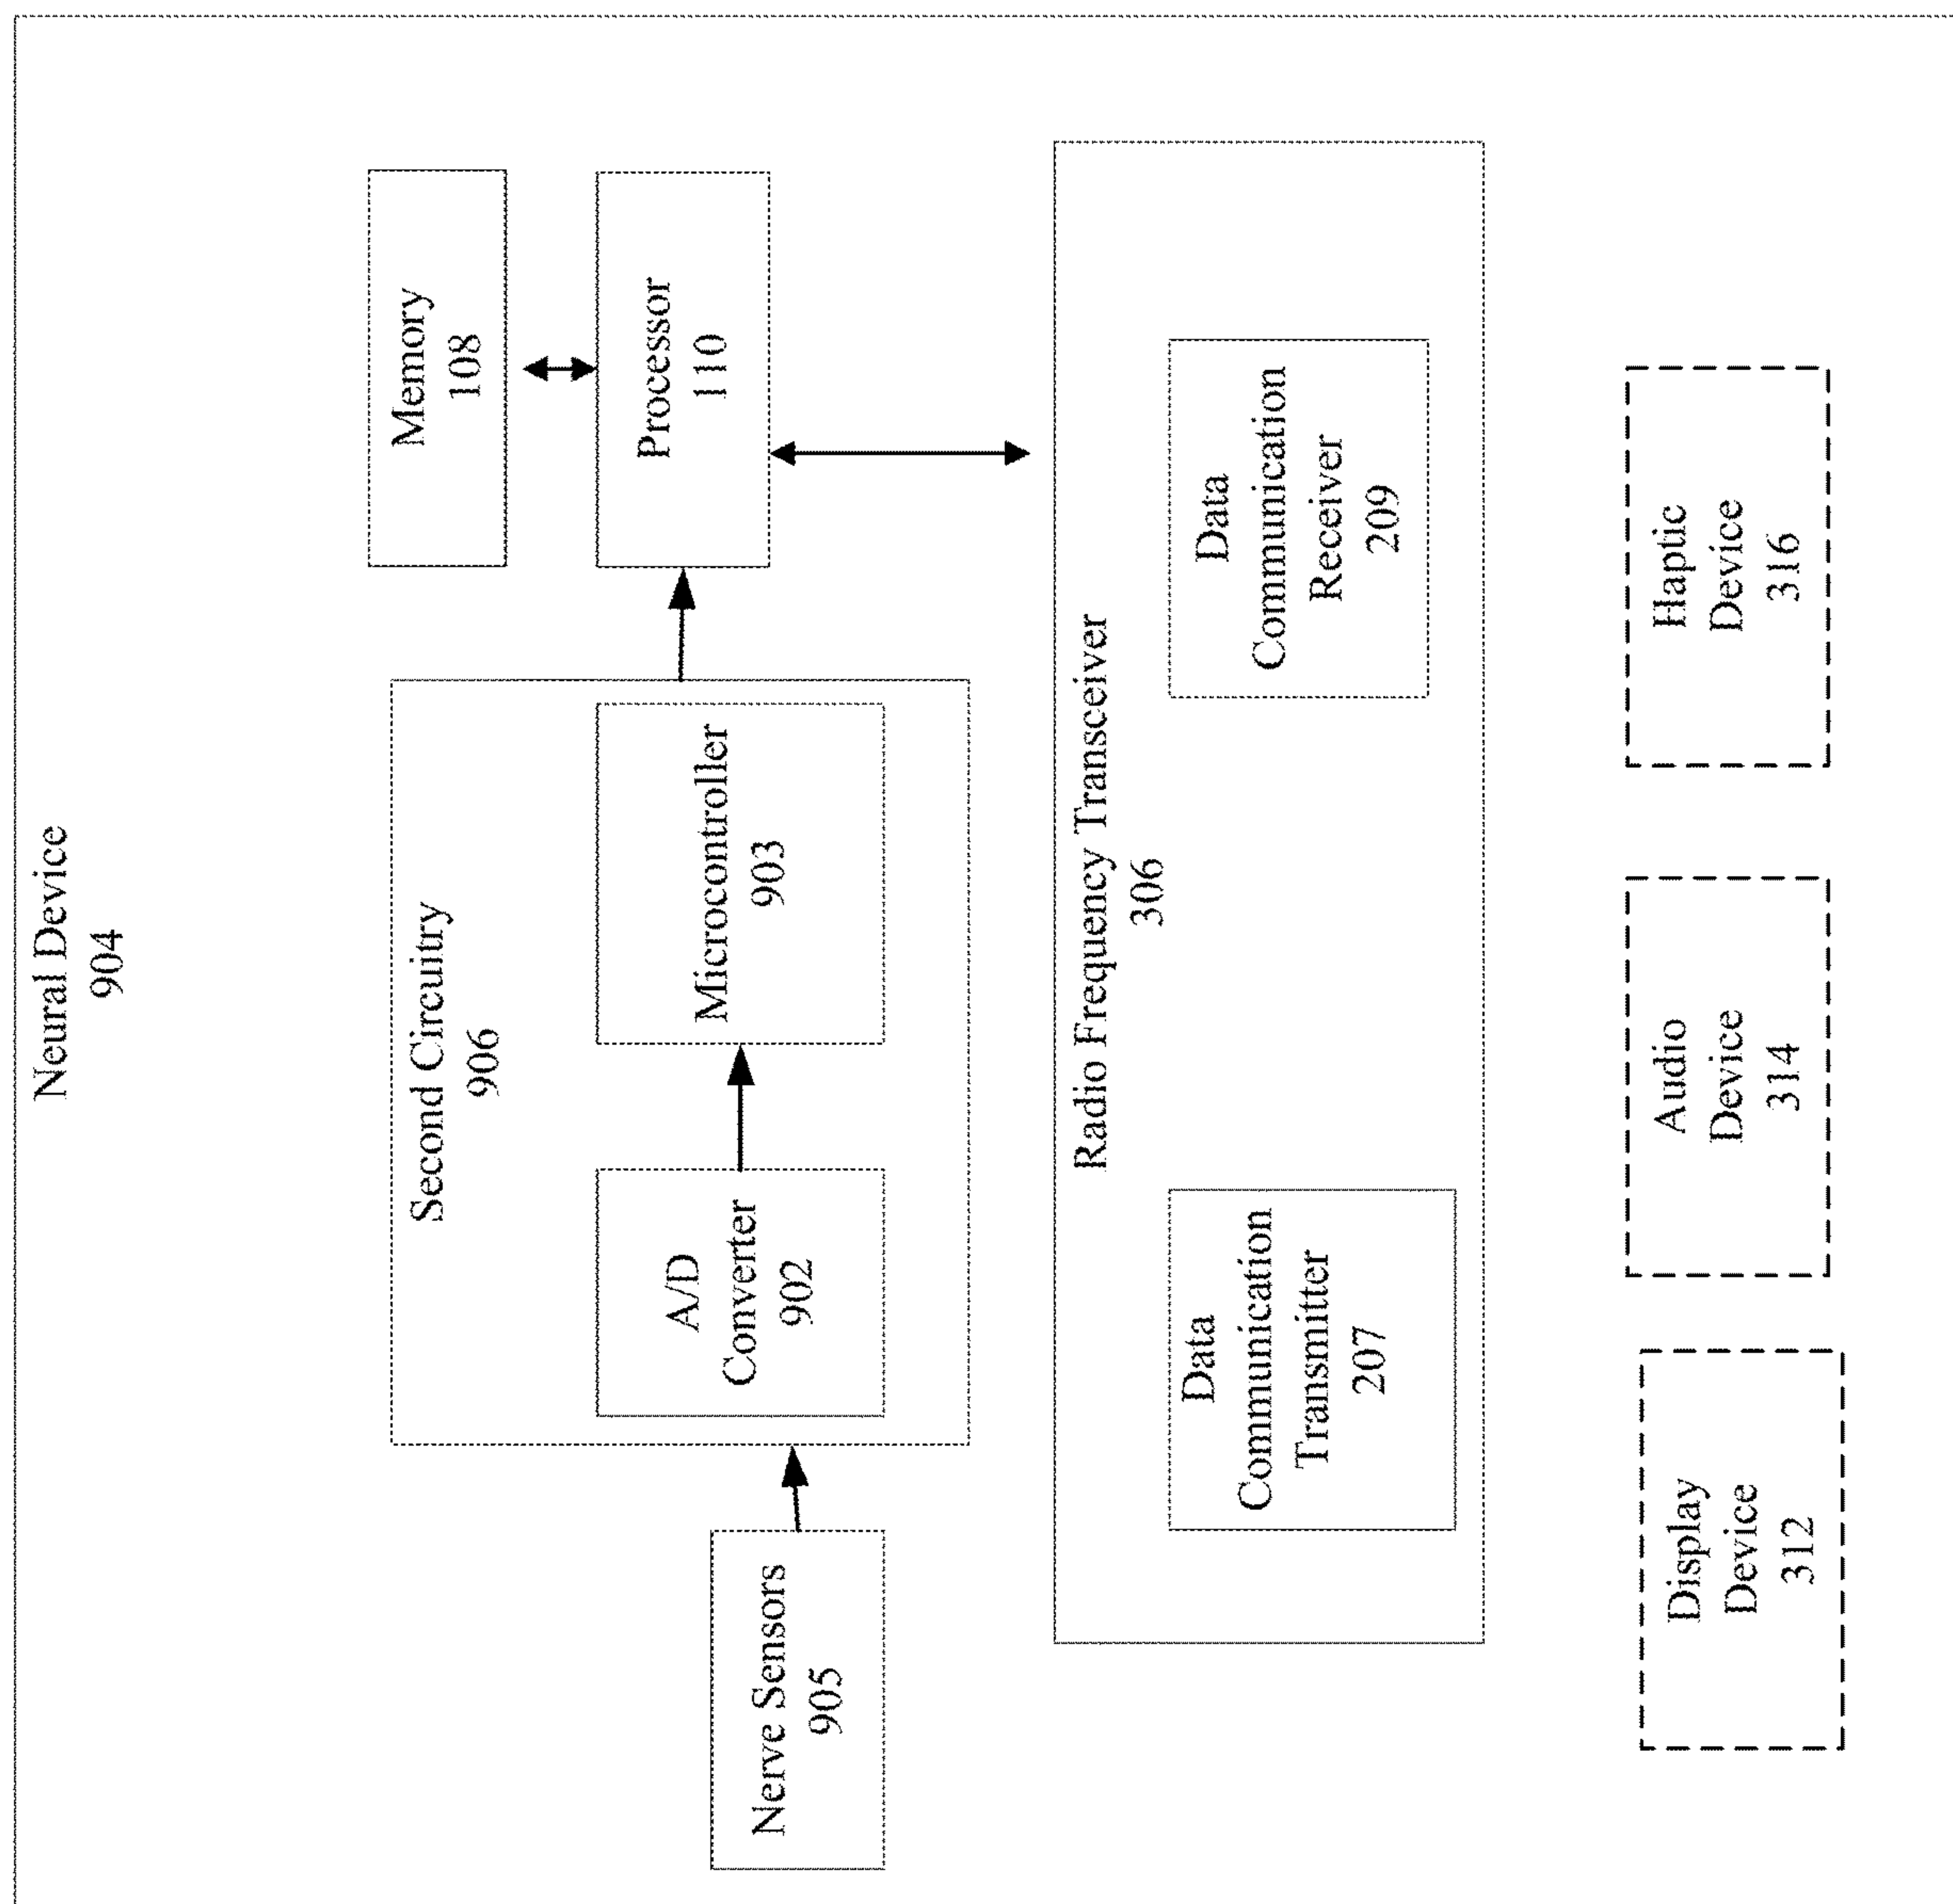 Neural Device
904
Second Circuitry
906
Nerve Sensors
905
A/D
Converter
902
Microcontroller
903
Memory
108
Processor
110
Radio Frequency Transceiver
306
Data
Communication
Transmitter
207
Data
Communication
Receiver
209
Display
Device
312
Audio
Device
314
Haptic
Device
316